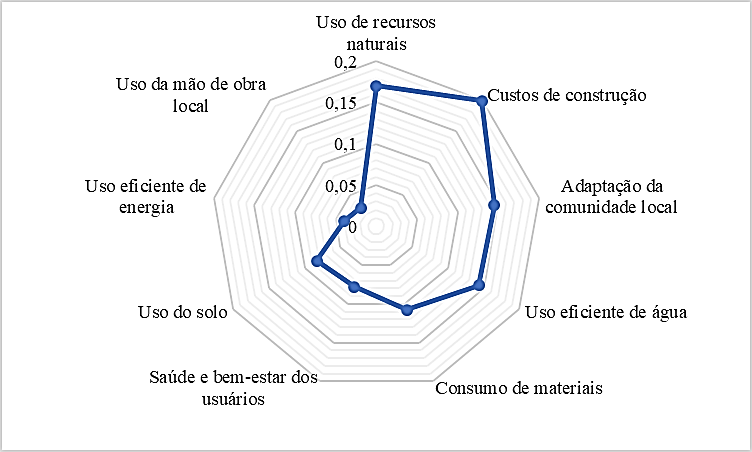 Uso de recursos
naturais
0,2
0,15
0,1
0,05
0
Custos de construção
Adaptação da
comunidade local
Uso eficiente de água
Consumo de materiais
Saúde e bem-estar dos
usuários
Uso do solo
Uso eficiente de
energia
Uso da mão de obra
local